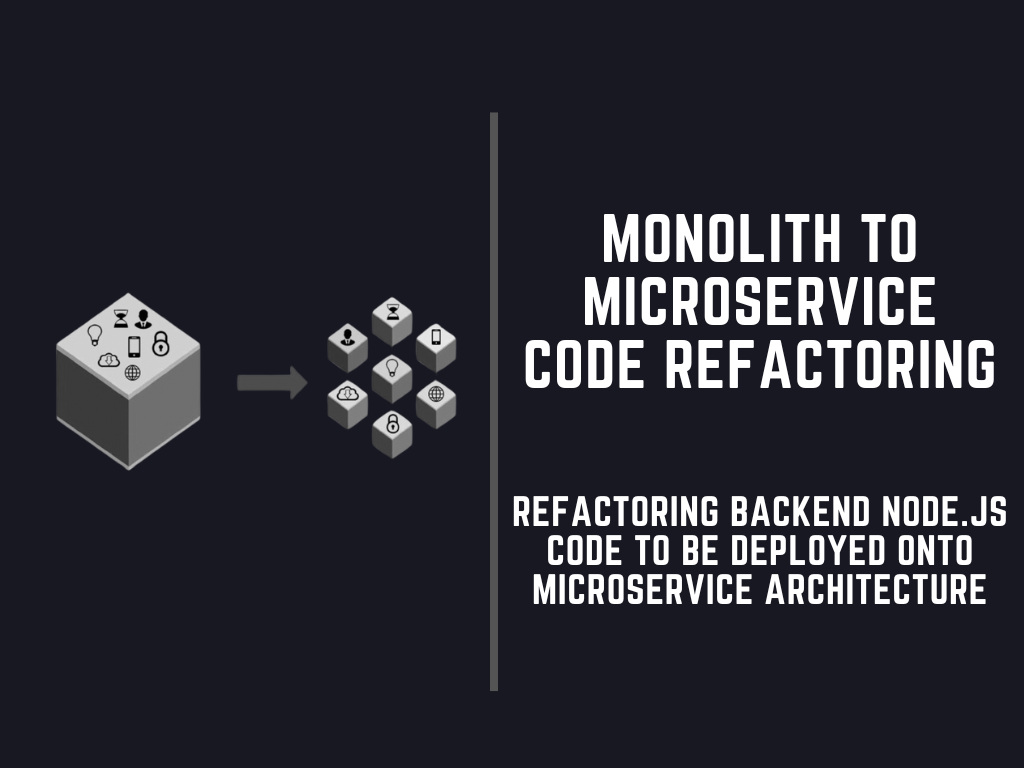 MONOLITH TO
MICROSERVICE
CODE REFACTORING
REFACTORING BACKEND NODE.JS
CODE TO BE DEPLOYED ONTO
MICROSERVICE ARCHITECTURE